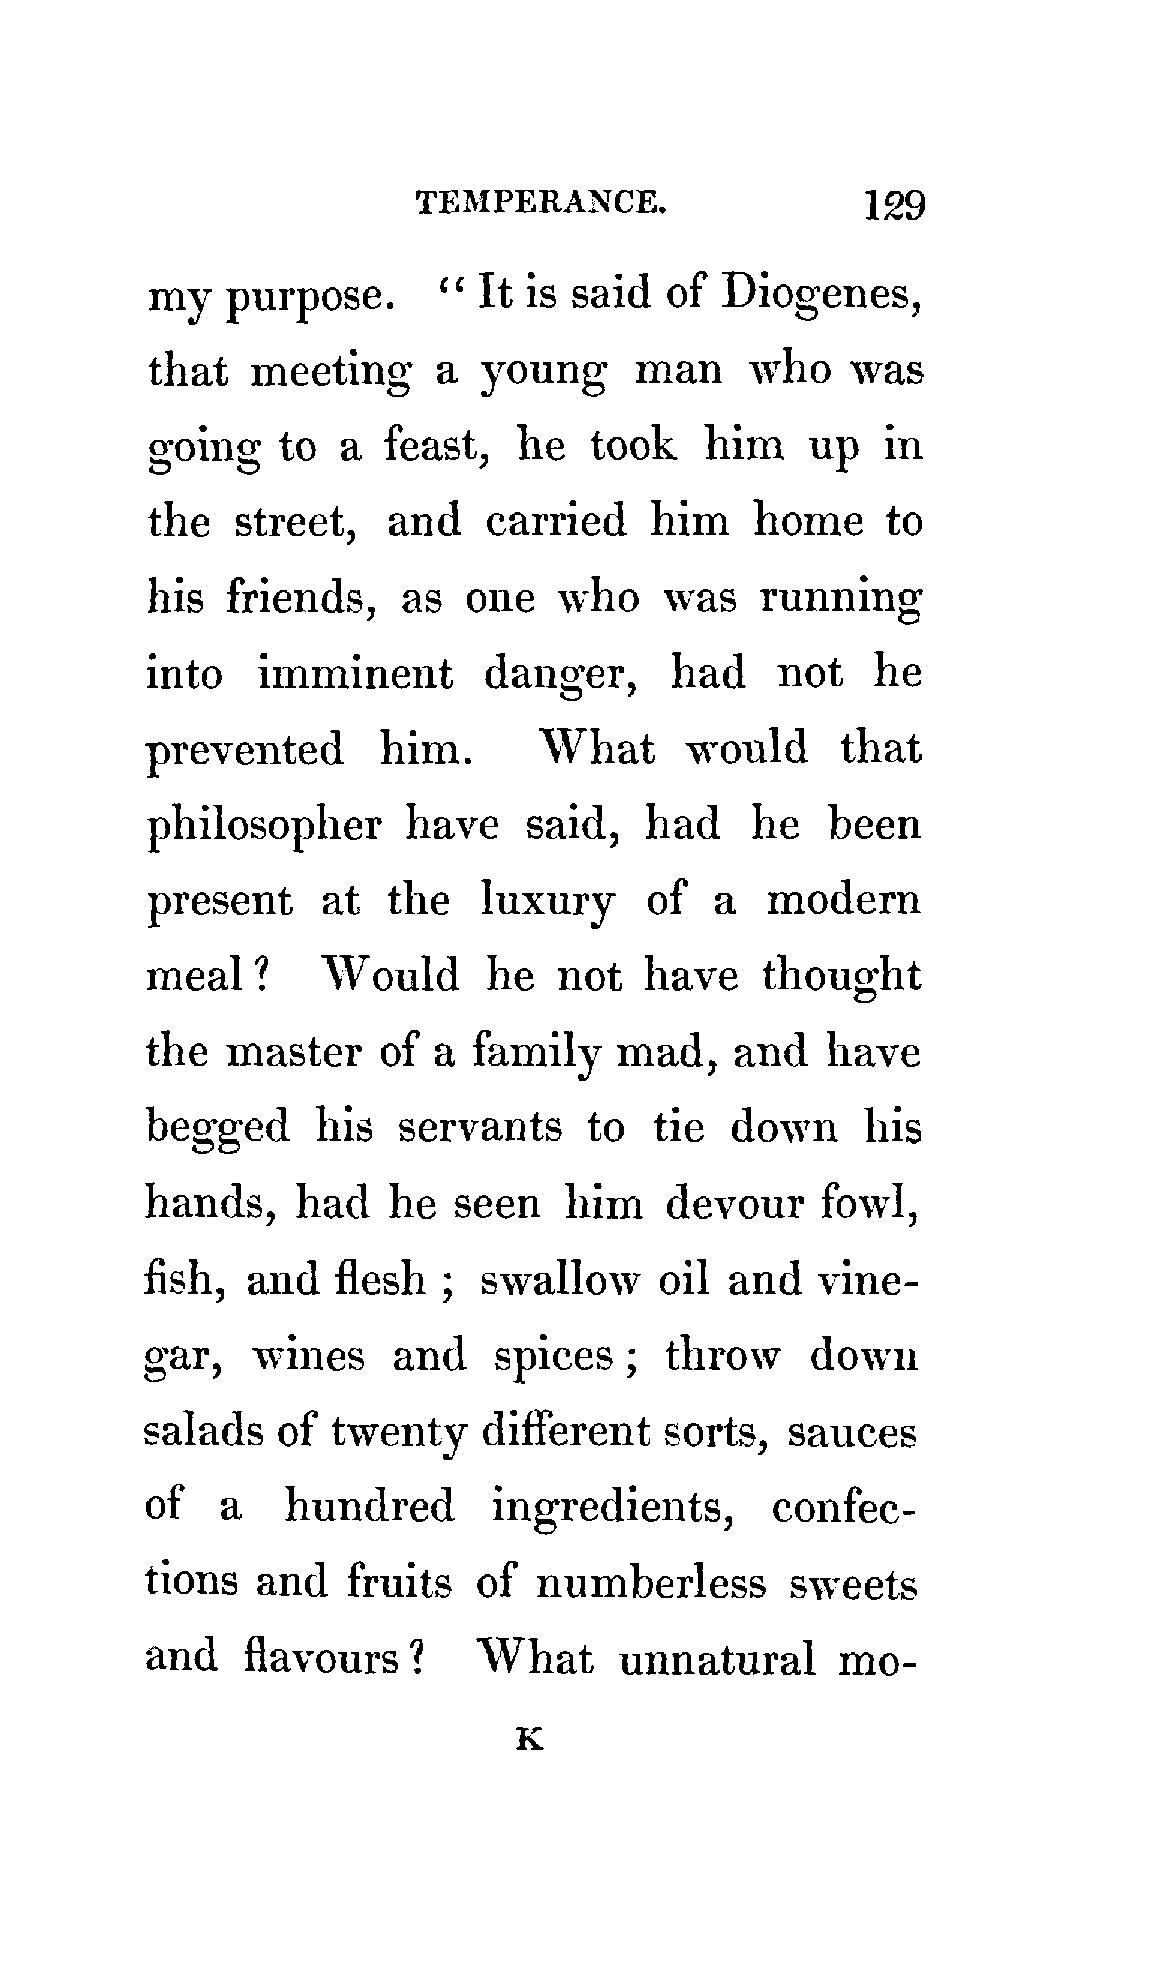 TEMPERANCE. 129
my purpose. “ It is said of Diogenes,
that meeting a young man who was
going to a feast, he took him up in
the street, and carried him home to
his friends, as one who was running
into imminent danger, had not he
prevented him. What would that
philosopher have said, had he been
present at the luxury of a modern
meal ? Would he not have thought
the master of a family mad, and have
begged his servants to tie down his
hands, had he seen him devour fowl,
fish, and flesh ; swallow oil and vine-
gar, wines and spices ; throw down
salads of twenty different sorts, sauces
of a hundred ingredients, confec-
tions and fruits of numberless sweets
and flavours ? What unnatural mo-
K